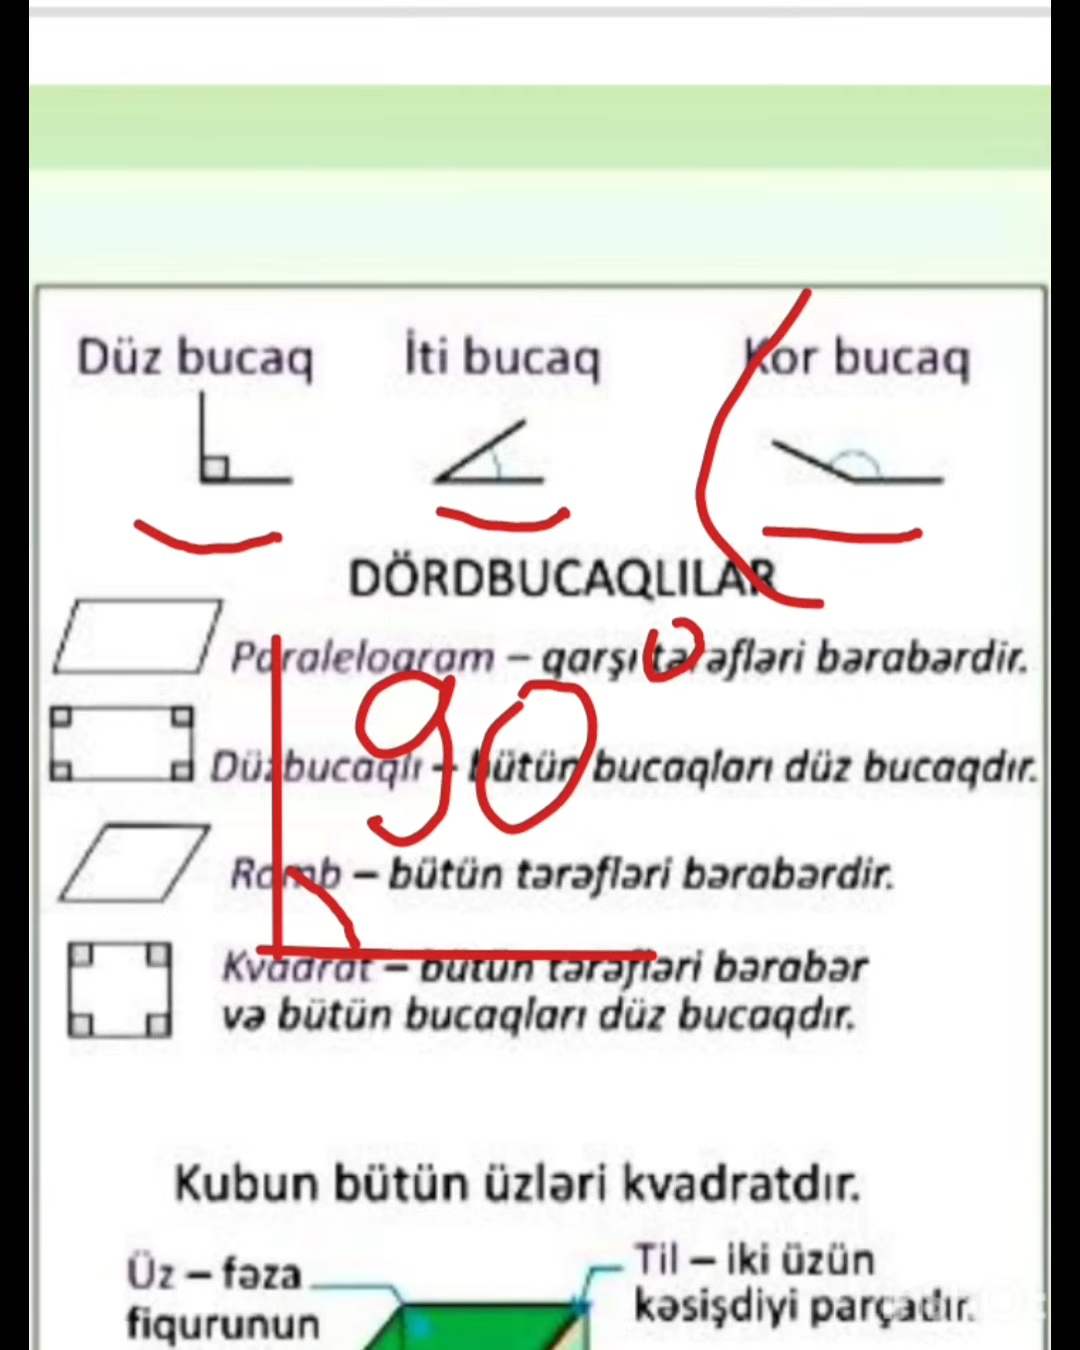 Düz bucaq İti bucaq Kor bucaq
DÖRDBUCAQLILAR
Paralelogram – qarşı tərəfləri bərabərdir.
90°
Düzbucaqlı – bütün bucaqları düz bucaqdır.
Romb – bütün tərəfləri bərabərdir.
Kvadrat – bütün tərəfləri bərabər
və bütün bucaqları düz bucaqdır.
Kubun bütün üzləri kvadratdır.
Üz – fəza
fiqurunun
Til – iki üzün
kəsişdiyi parçadır.